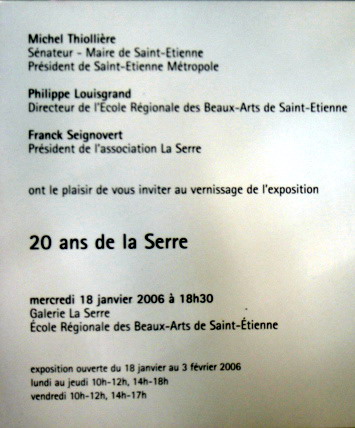 Michel Thiollière
Sénateur - Maire de Saint-Etienne
Président de Saint-Etienne Métropole
Philippe Louisgrand
Directeur de l'École Régionale des Beaux-Arts de Saint-Etienne
Franck Seignovert
Président de l'association La Serre
ont le plaisir de vous inviter au vernissage de l'exposition
20 ans de la Serre
mercredi 18 janvier 2006 à 18h30
Galerie La Serre
École Régionale des Beaux-Arts de Saint-Étienne
exposition ouverte du 18 janvier au 3 février 2006
lundi au jeudi 10h-12h, 14h-18h
vendredi 10h-12h, 14h-17h